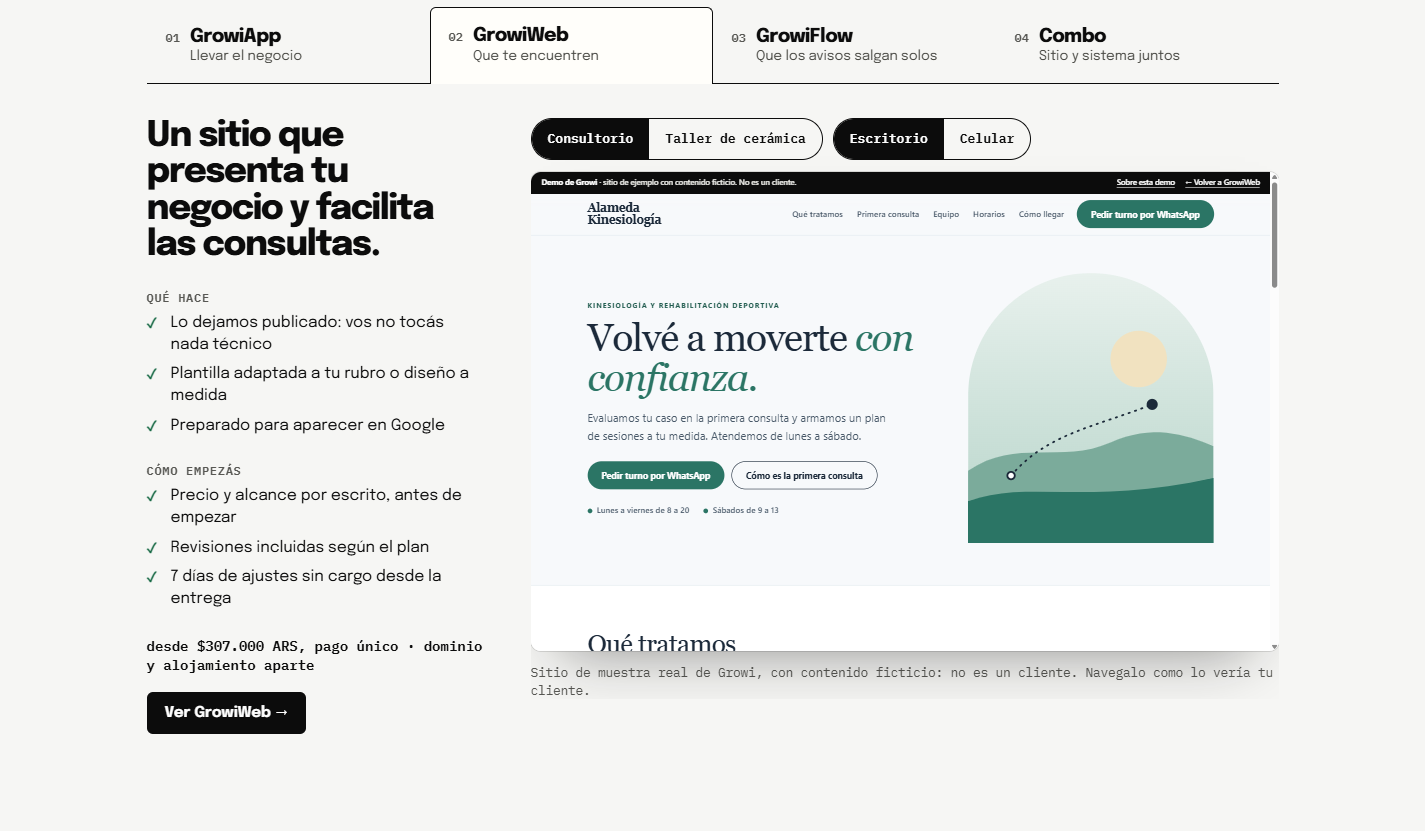 01 GrowiApp
Llevar el negocio
02 GrowiWeb
Que te encuentren
03 GrowiFlow
Que los avisos salgan solos
04 Combo
Sitio y sistema juntos
Un sitio que
presenta tu
negocio y facilita
las consultas.
QUÉ HACE
✓ Lo dejamos publicado: vos no tocás
nada técnico
✓ Plantilla adaptada a tu rubro o diseño a
medida
✓ Preparado para aparecer en Google
CÓMO EMPEZÁS
✓ Precio y alcance por escrito, antes de
empezar
✓ Revisiones incluidas según el plan
✓ 7 días de ajustes sin cargo desde la
entrega
desde $307.000 ARS, pago único · dominio
y alojamiento aparte
Ver GrowiWeb →
Consultorio Taller de cerámica Escritorio Celular
Demo de Growi · sitio de ejemplo con contenido ficticio. No es un cliente. Sobre esta demo ← Volver a GrowiWeb
Alameda
Kinesiología
Qué tratamos Primera consulta Equipo Horarios Cómo llegar Pedir turno por WhatsApp
KINESIOLOGÍA Y REHABILITACIÓN DEPORTIVA
Volvé a moverte con
confianza.
Evaluamos tu caso en la primera consulta y armamos un plan
de sesiones a tu medida. Atendemos de lunes a sábado.
Pedir turno por WhatsApp Cómo es la primera consulta
Lunes a viernes de 8 a 20 Sábados de 9 a 13
Qué tratamos
Sitio de muestra real de Growi, con contenido ficticio: no es un cliente. Navegalo como lo vería tu
cliente.